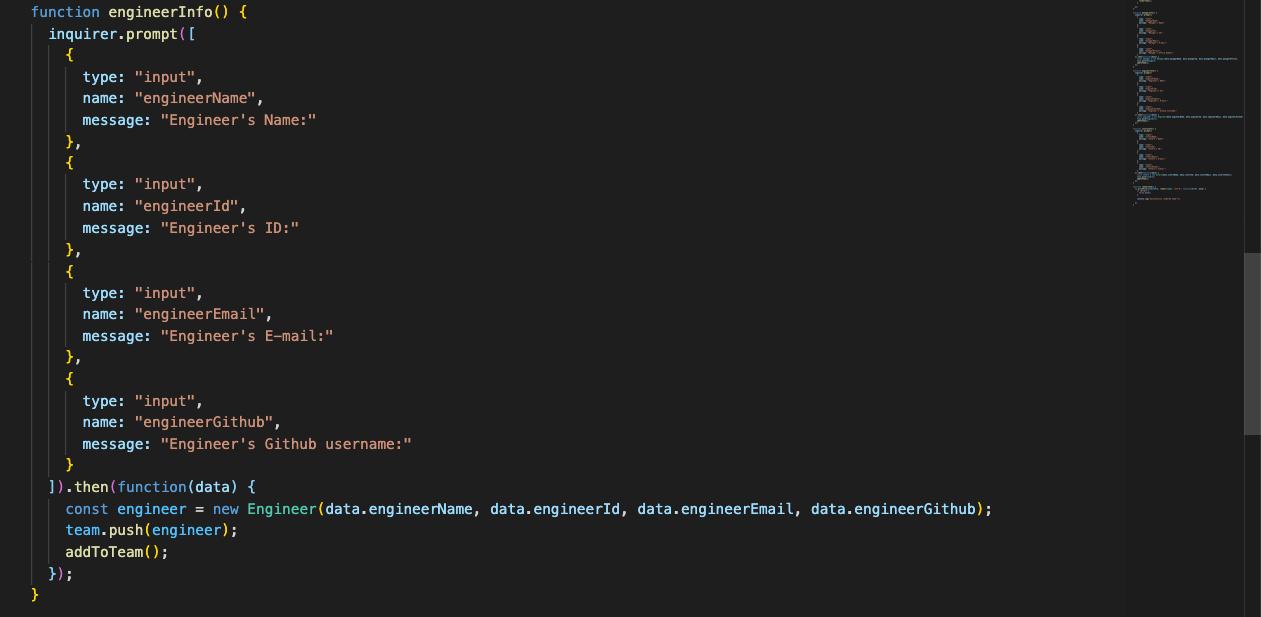 function engineerInfo() {
  inquirer.prompt([
    {
      type: "input",
      name: "engineerName",
      message: "Engineer's Name:"
    },
    {
      type: "input",
      name: "engineerId",
      message: "Engineer's ID:"
    },
    {
      type: "input",
      name: "engineerEmail",
      message: "Engineer's E-mail:"
    },
    {
      type: "input",
      name: "engineerGithub",
      message: "Engineer's Github username:"
    }
  ]).then(function(data) {
    const engineer = new Engineer(data.engineerName, data.engineerId, data.engineerEmail, data.engineerGithub);
    team.push(engineer);
    addToTeam();
  });
}